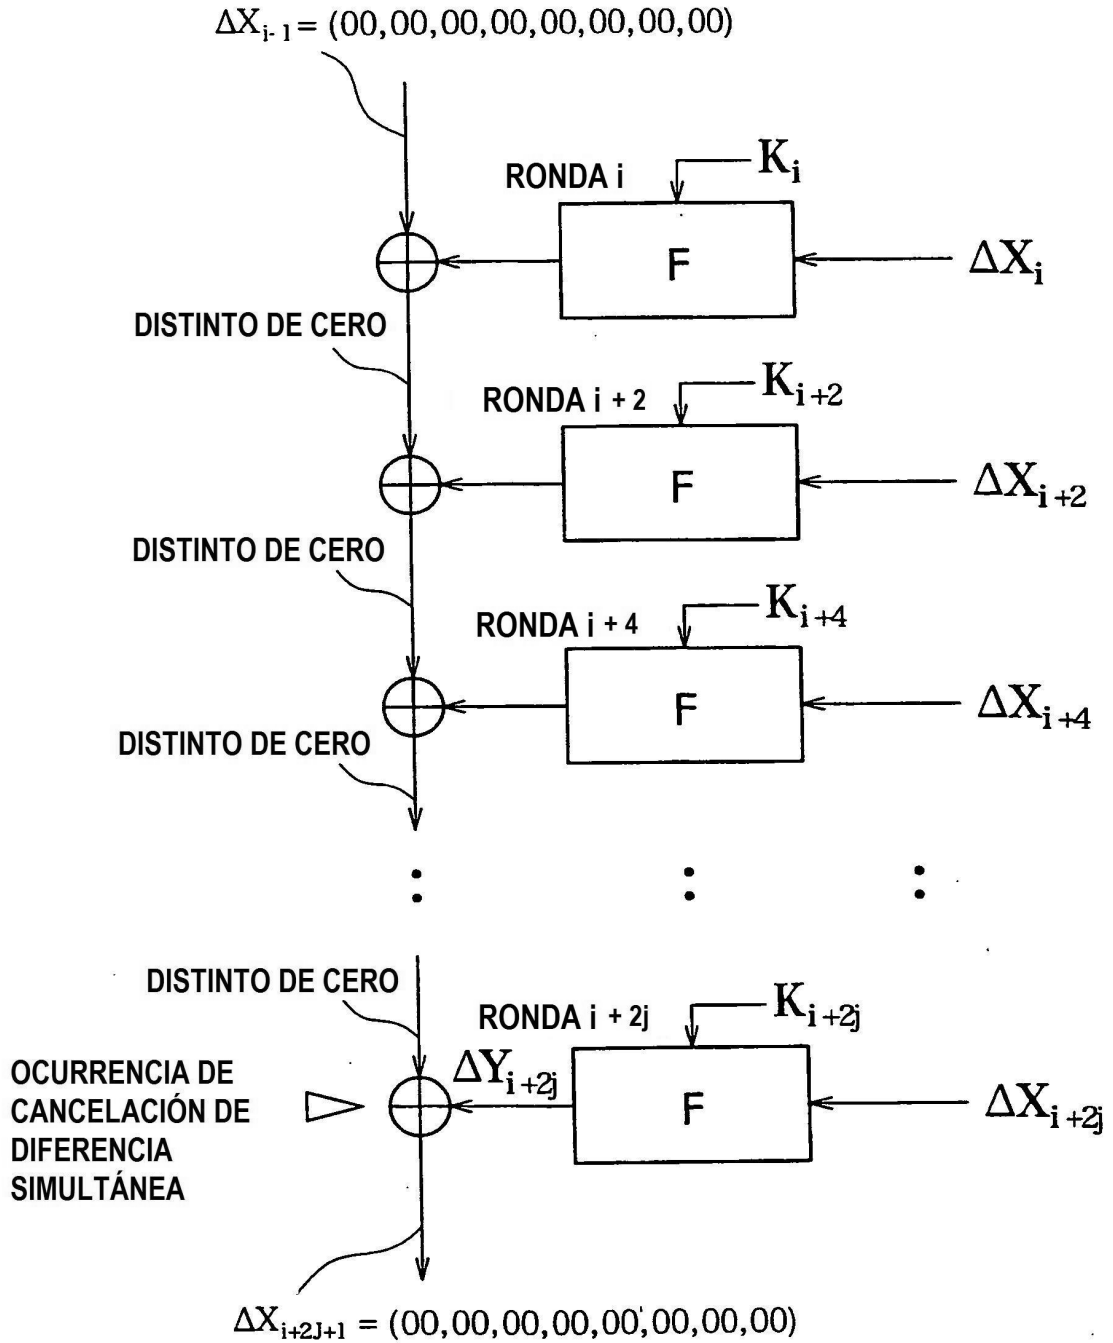 ΔX_{i-1} = (00,00,00,00,00,00,00,00)
RONDA i
K_i
F
ΔX_i
DISTINTO DE CERO
RONDA i + 2
K_{i+2}
F
ΔX_{i+2}
DISTINTO DE CERO
RONDA i + 4
K_{i+4}
F
ΔX_{i+4}
DISTINTO DE CERO
DISTINTO DE CERO
RONDA i + 2j
K_{i+2j}
ΔY_{i+2j}
F
ΔX_{i+2j}
OCURRENCIA DE
CANCELACIÓN DE
DIFERENCIA
SIMULTÁNEA
ΔX_{i+2J+1} = (00,00,00,00,00,00,00,00)